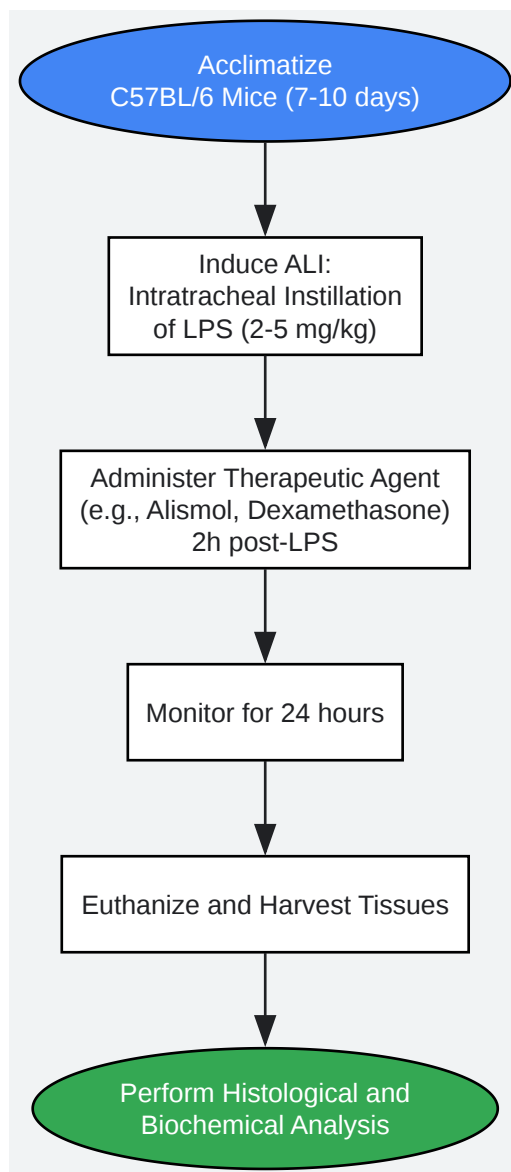 Acclimatize
C57BL/6 Mice (7-10 days)
Induce ALI:
Intratracheal Instillation
of LPS (2-5 mg/kg)
Administer Therapeutic Agent
(e.g., Alismol, Dexamethasone)
2h post-LPS
Monitor for 24 hours
Euthanize and Harvest Tissues
Perform Histological and
Biochemical Analysis